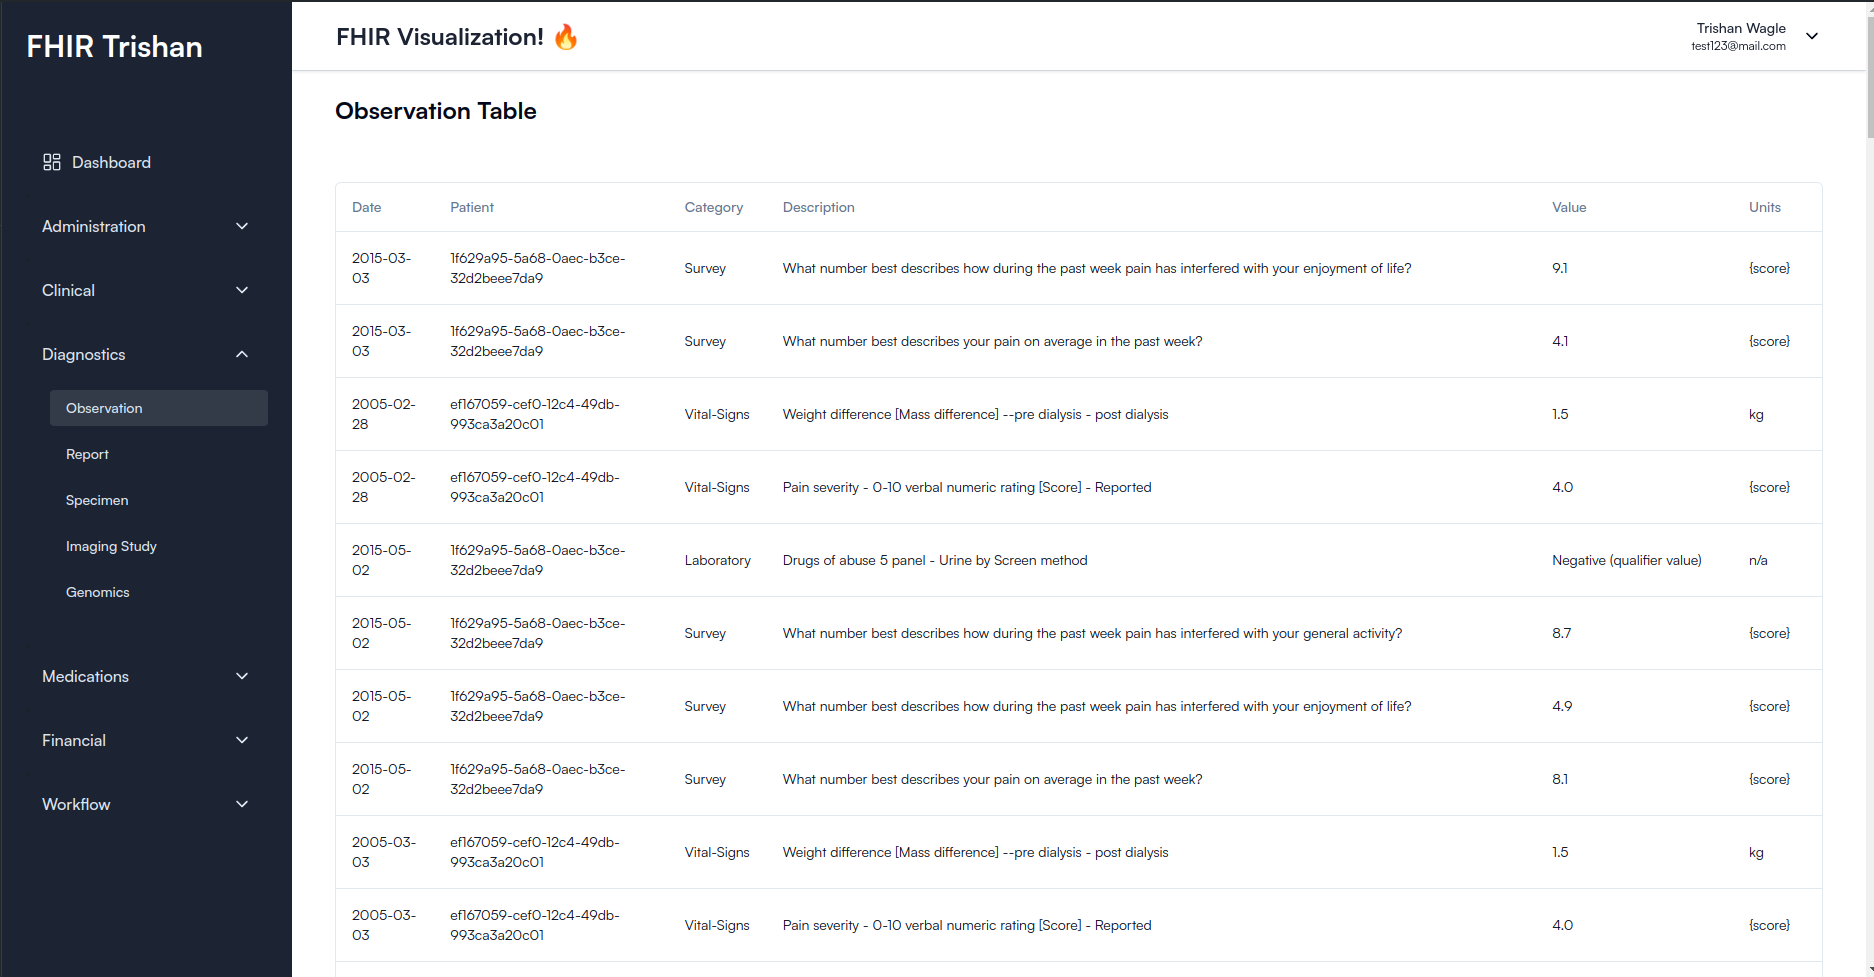 FHIR Trishan
Dashboard
Administration
Clinical
Diagnostics
Observation
Report
Specimen
Imaging Study
Genomics
Medications
Financial
Workflow
FHIR Visualization! 🔥
Trishan Wagle
test123@mail.com
Observation Table
Date Patient Category Description Value Units
2015-03-03 1f629a95-5a68-0aec-b3ce-32d2beee7da9 Survey What number best describes how during the past week pain has interfered with your enjoyment of life? 9.1 {score}
2015-03-03 1f629a95-5a68-0aec-b3ce-32d2beee7da9 Survey What number best describes your pain on average in the past week? 4.1 {score}
2005-02-28 ef167059-cef0-12c4-49db-993ca3a20c01 Vital-Signs Weight difference [Mass difference] --pre dialysis - post dialysis 1.5 kg
2005-02-28 ef167059-cef0-12c4-49db-993ca3a20c01 Vital-Signs Pain severity - 0-10 verbal numeric rating [Score] - Reported 4.0 {score}
2015-05-02 1f629a95-5a68-0aec-b3ce-32d2beee7da9 Laboratory Drugs of abuse 5 panel - Urine by Screen method Negative (qualifier value) n/a
2015-05-02 1f629a95-5a68-0aec-b3ce-32d2beee7da9 Survey What number best describes how during the past week pain has interfered with your general activity? 8.7 {score}
2015-05-02 1f629a95-5a68-0aec-b3ce-32d2beee7da9 Survey What number best describes how during the past week pain has interfered with your enjoyment of life? 4.9 {score}
2015-05-02 1f629a95-5a68-0aec-b3ce-32d2beee7da9 Survey What number best describes your pain on average in the past week? 8.1 {score}
2005-03-03 ef167059-cef0-12c4-49db-993ca3a20c01 Vital-Signs Weight difference [Mass difference] --pre dialysis - post dialysis 1.5 kg
2005-03-03 ef167059-cef0-12c4-49db-993ca3a20c01 Vital-Signs Pain severity - 0-10 verbal numeric rating [Score] - Reported 4.0 {score}